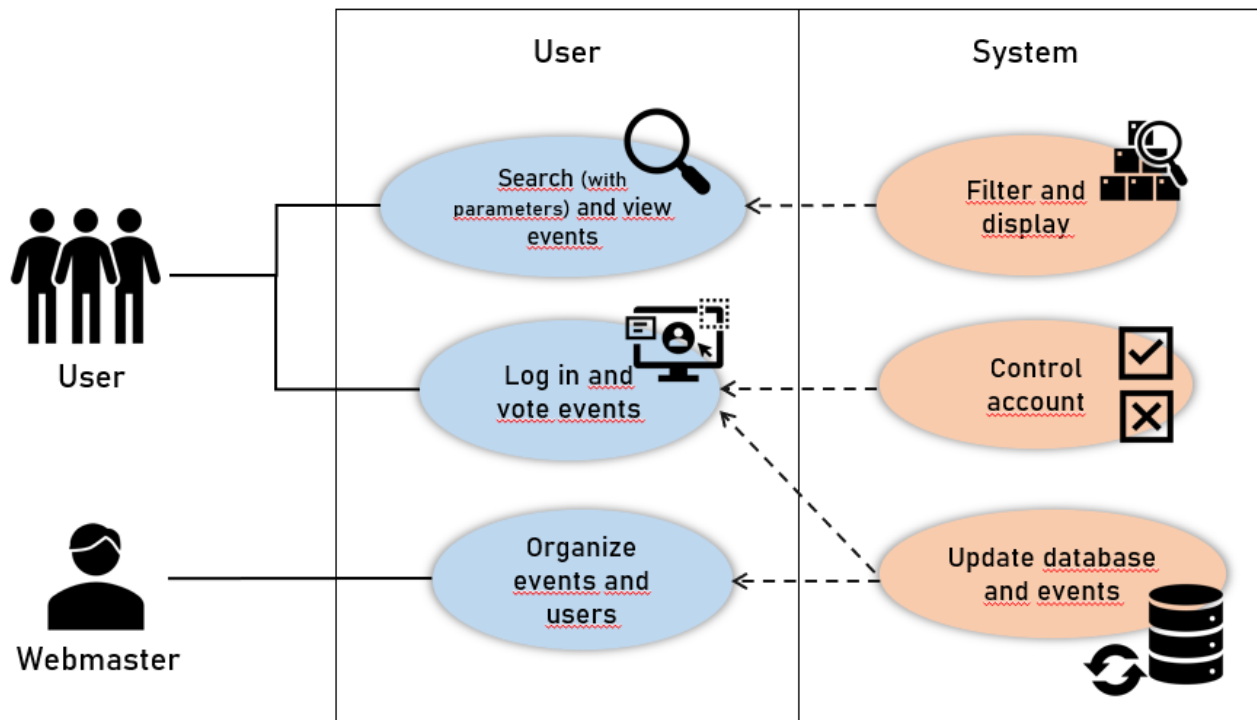 User
System
Search (with
parameters) and view
events
Filter and
display
User
Log in and
vote events
Control
account
Organize
events and
users
Update database
and events
Webmaster